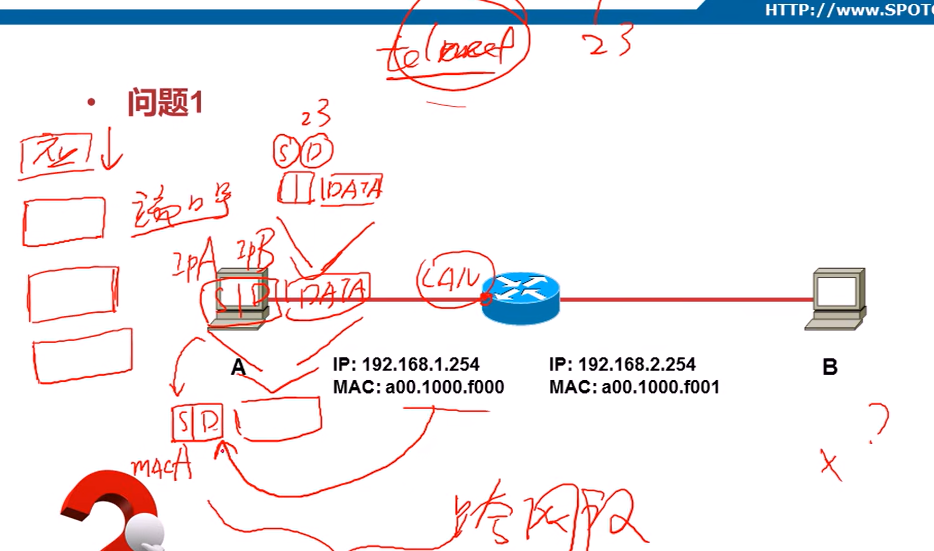 HTTP://www.SPOTO
telnet
23
• 问题1
23
S D
DATA
端口号
IPA IPB
S D DATA
LAN
A
IP: 192.168.1.254
MAC: a00.1000.f000
IP: 192.168.2.254
MAC: a00.1000.f001
B
S D
MACA
?
x
跨网段